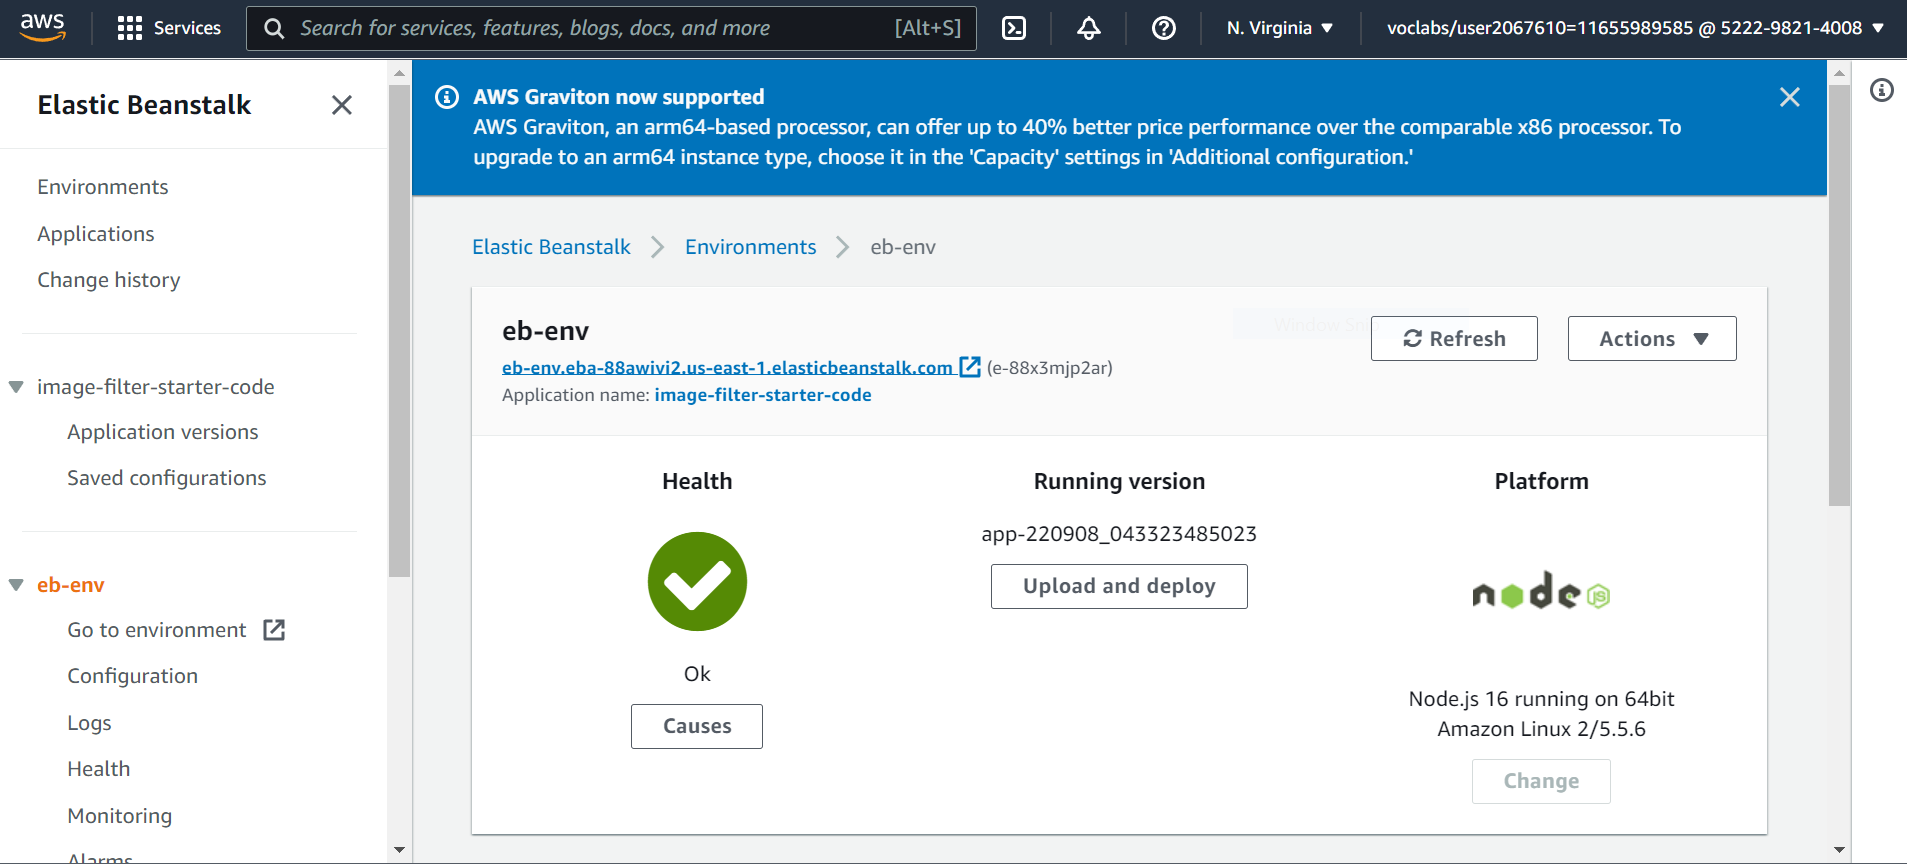 aws
Services
Search for services, features, blogs, docs, and more
[Alt+S]
N. Virginia
voclabs/user2067610=11655989585 @ 5222-9821-4008
Elastic Beanstalk
Environments
Applications
Change history
image-filter-starter-code
Application versions
Saved configurations
eb-env
Go to environment
Configuration
Logs
Health
Monitoring
Alarms
AWS Graviton now supported
AWS Graviton, an arm64-based processor, can offer up to 40% better price performance over the comparable x86 processor. To
upgrade to an arm64 instance type, choose it in the 'Capacity' settings in 'Additional configuration.'
Elastic Beanstalk
Environments
eb-env
eb-env
eb-env.eba-88awivi2.us-east-1.elasticbeanstalk.com (e-88x3mjp2ar)
Application name: image-filter-starter-code
Refresh
Actions
Health
Ok
Causes
Running version
app-220908_043323485023
Upload and deploy
Platform
node JS
Node.js 16 running on 64bit
Amazon Linux 2/5.5.6
Change